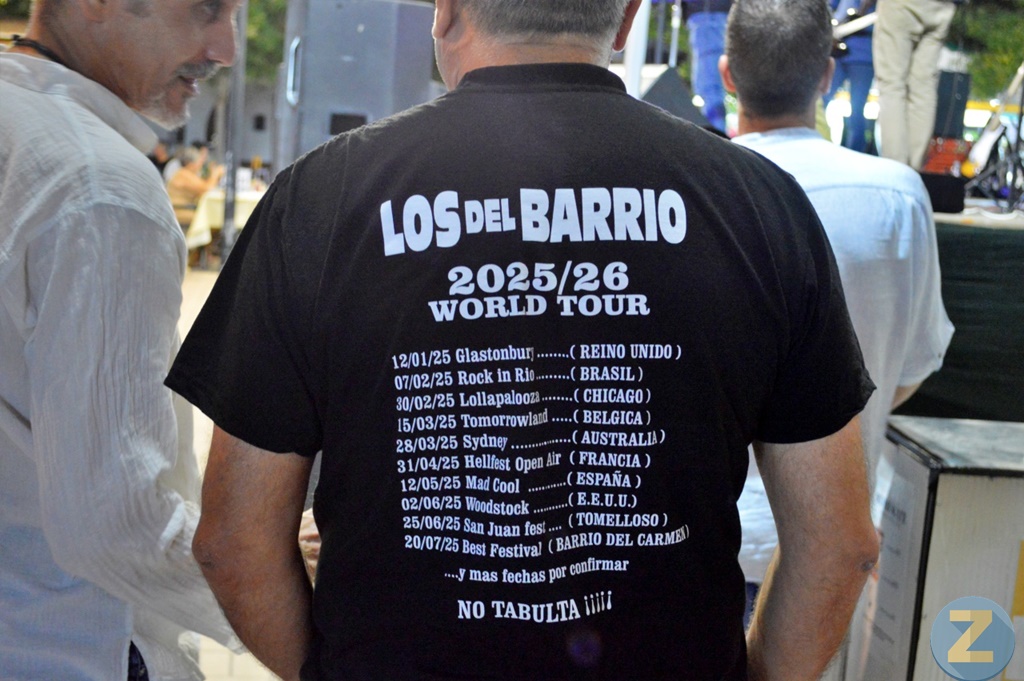 LOS DEL BARRIO
2025/26
WORLD TOUR
12/01/25 Glastonbury ........( REINO UNIDO )
07/02/25 Rock in Rio.........( BRASIL )
30/02/25 Lollapalooza ........( CHICAGO )
15/03/25 Tomorrowland .....( BELGICA )
28/03/25 Sydney ...............( AUSTRALIA )
31/04/25 Hellfest Open Air ( FRANCIA )
12/05/25 Mad Cool ...........( ESPAÑA )
02/06/25 Woodstock .........( E.E.U.U.)
25/06/25 San Juan fest .... ( TOMELLOSO )
20/07/25 Best Festival ( BARRIO DEL CARMEN)
....y mas fechas por confirmar
NO TABULTA ¡¡¡¡¡
Z